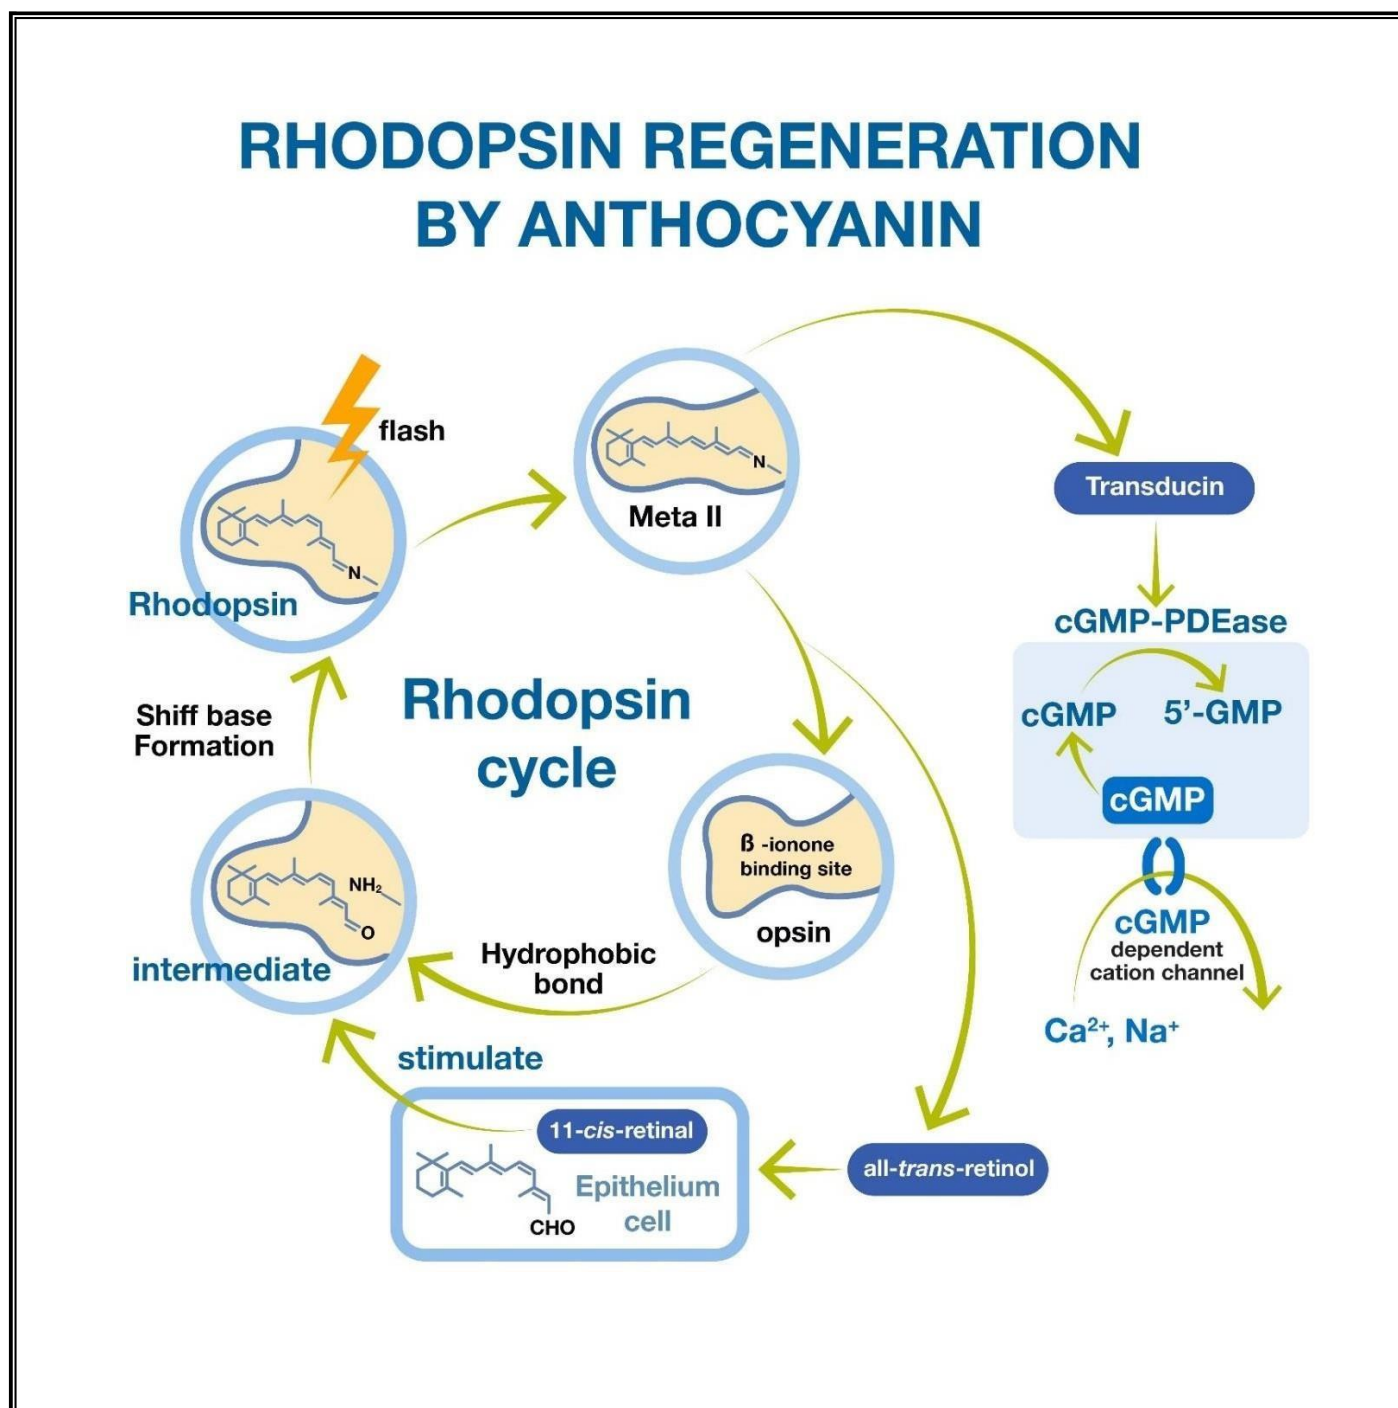 RHODOPSIN REGENERATION
BY ANTHOCYANIN
flash
N
Rhodopsin
N
Meta II
Transducin
cGMP-PDEase
cGMP
5’-GMP
cGMP
cGMP
dependent
cation channel
Ca²⁺, Na⁺
Shiff base
Formation
Rhodopsin
cycle
ß -ionone
binding site
opsin
NH₂
O
intermediate
Hydrophobic
bond
stimulate
11-cis-retinal
Epithelium
cell
CHO
all-trans-retinol